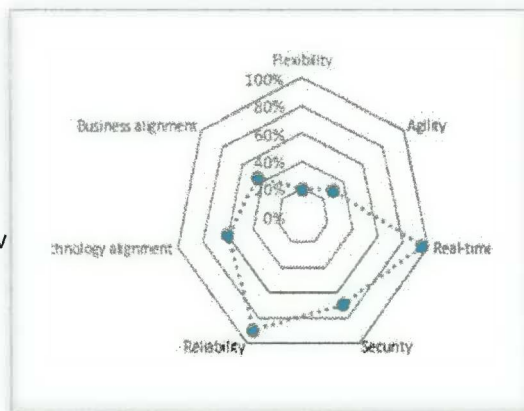 Flexibility
100%
80%
60%
40%
20%
0%
Business alignment
Agility
chnology alignment
Real-time
Reliability
Security